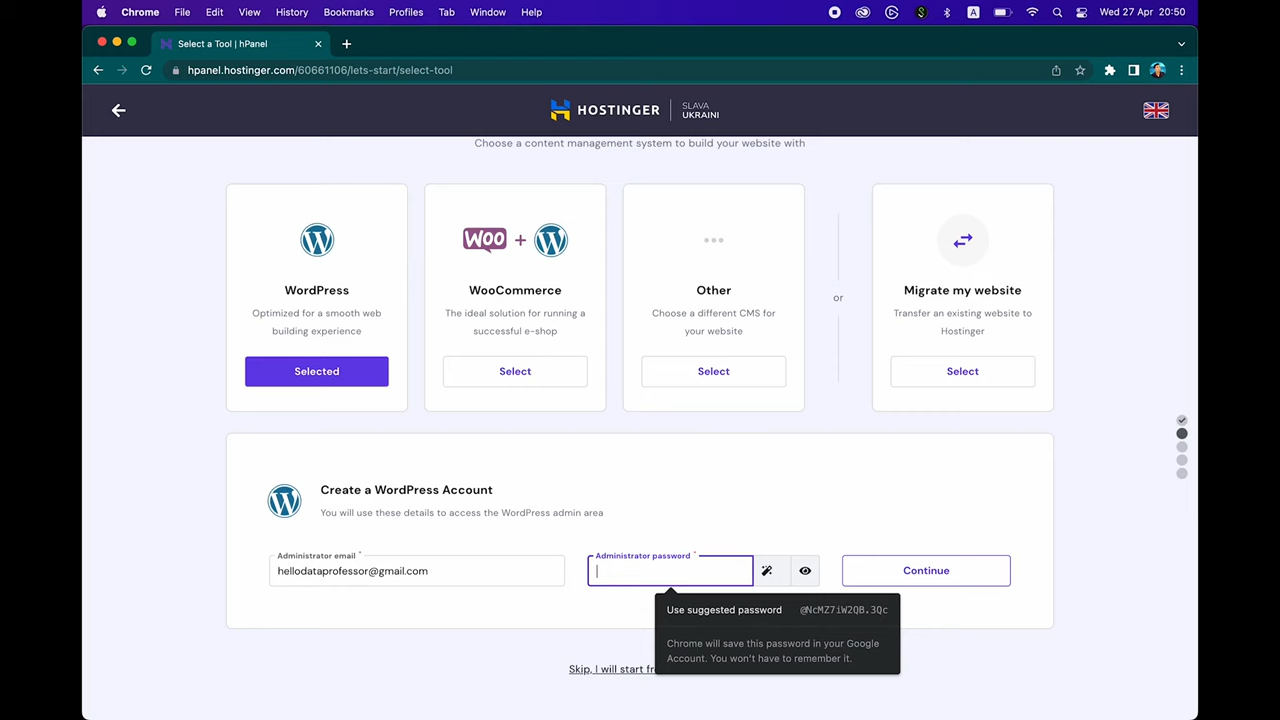 Chrome File Edit View History Bookmarks Profiles Tab Window Help A Wed 27 Apr 20:50
Select a Tool | hPanel
hpanel.hostinger.com/60661106/lets-start/select-tool
HOSTINGER
SLAVA
UKRAINI
Choose a content management system to build your website with
WordPress
Optimized for a smooth web
building experience
Selected
WOO +
WooCommerce
The ideal solution for running a
successful e-shop
Select
Other
Choose a different CMS for
your website
Select
or
Migrate my website
Transfer an existing website to
Hostinger
Select
Create a WordPress Account
You will use these details to access the WordPress admin area
Administrator email *
hellodataprofessor@gmail.com
Administrator password *
Continue
Use suggested password @NcMZ7iW2QB.3Qc
Chrome will save this password in your Google
Account. You won't have to remember it.
Skip, I will start